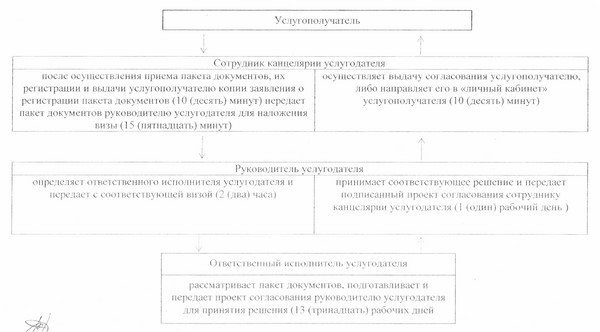 Услугополучатель
Сотрудник канцелярии услугодателя
после осуществления приема пакета документов, их
регистрации и выдачи услугополучателю копии заявления о
регистрации пакета документов (10 (десять) минут) передает
пакет документов руководителю услугодателя для наложения
визы (15 (пятнадцать) минут)
осуществляет выдачу согласования услугополучателю,
либо направляет его в «личный кабинет»
услугополучателя (10 (десять) минут)
Руководитель услугодателя
определяет ответственного исполнителя услугодателя и
передает с соответствующей визой (2 (два) часа)
принимает соответствующее решение и передает
подписанный проект согласования сотруднику
канцелярии услугодателя (1 (один) рабочий день )
Ответственный исполнитель услугодателя
рассматривает пакет документов, подготавливает и
передает проект согласования руководителю услугодателя
для принятия решения (13 (тринадцать) рабочих дней